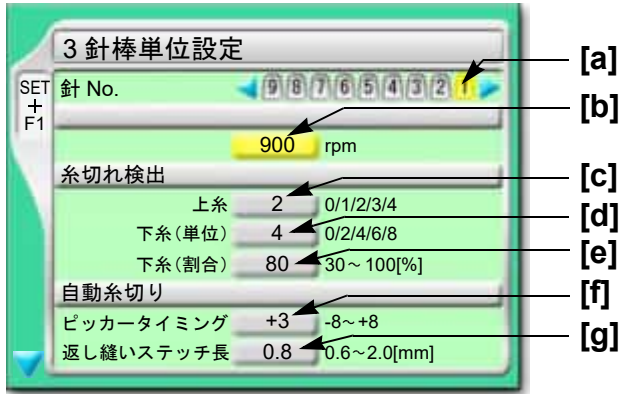 3 針棒単位設定
SET
+
F1
針 No. 9 8 7 6 5 4 3 2 1 [a]
900 rpm [b]
糸切れ検出
上糸 2 0/1/2/3/4 [c]
下糸(単位) 4 0/2/4/6/8 [d]
下糸(割合) 80 30～100[%] [e]
自動糸切り
ピッカータイミング +3 -8～+8 [f]
返し縫いステッチ長 0.8 0.6～2.0[mm] [g]